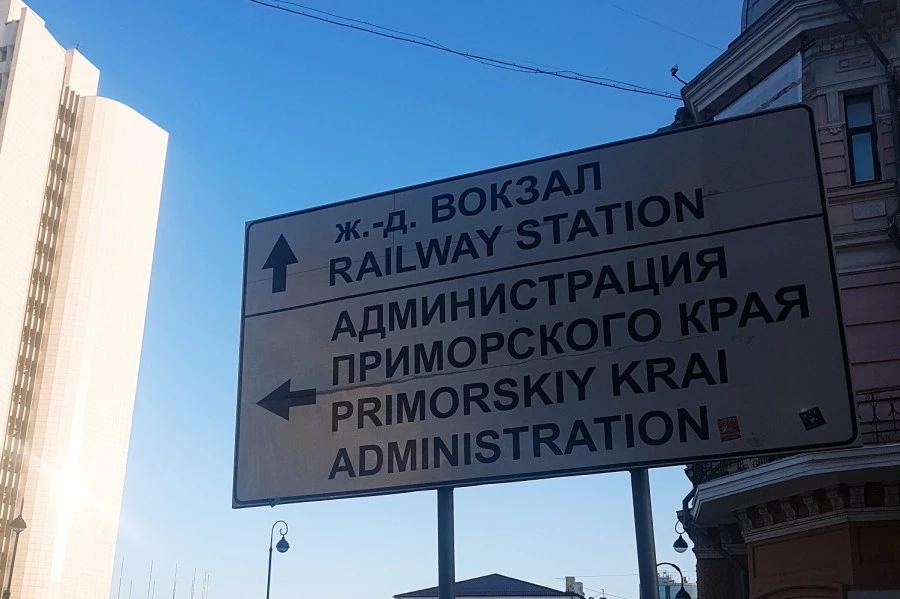 Ж.-Д. ВОКЗАЛ
RAILWAY STATION
АДМИНИСТРАЦИЯ
ПРИМОРСКОГО КРАЯ
PRIMORSKIY KRAI
ADMINISTRATION